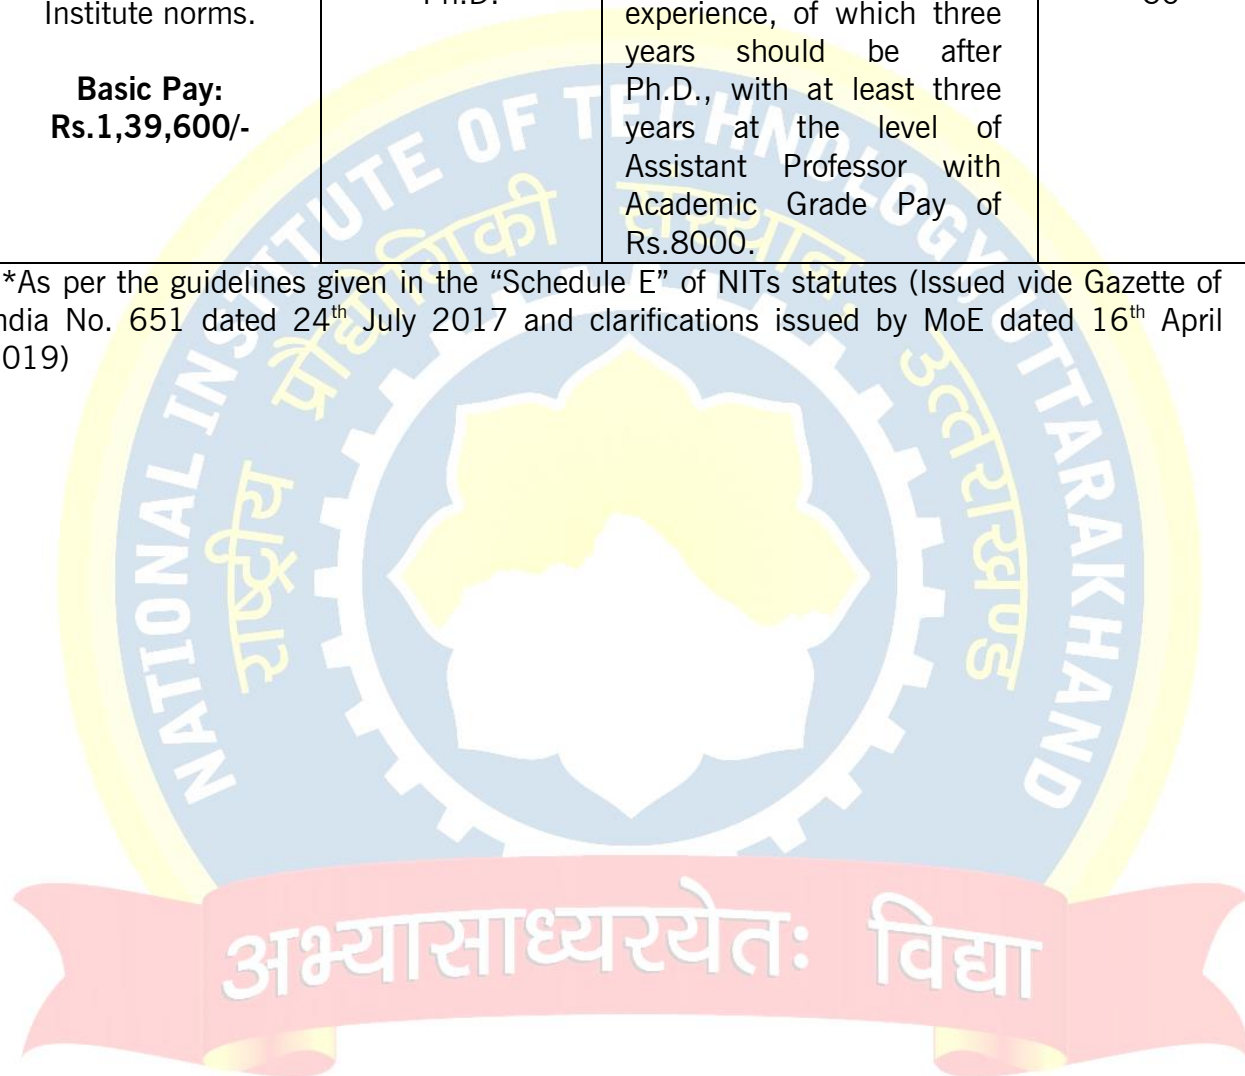 Institute norms.
Basic Pay:
Rs.1,39,600/-
Ph.D.
experience, of which three
years should be after
Ph.D., with at least three
years at the level of
Assistant Professor with
Academic Grade Pay of
Rs.8000.
*As per the guidelines given in the “Schedule E” of NITs statutes (Issued vide Gazette of
ndia No. 651 dated 24th July 2017 and clarifications issued by MoE dated 16th April
019)
NATIONAL INSTITUTE OF TECHNOLOGY UTTARAKHAND
राष्ट्रीय प्रौद्योगिकी संस्थान, उत्तराखण्ड
अभ्यासाध्यरयेतः विद्या